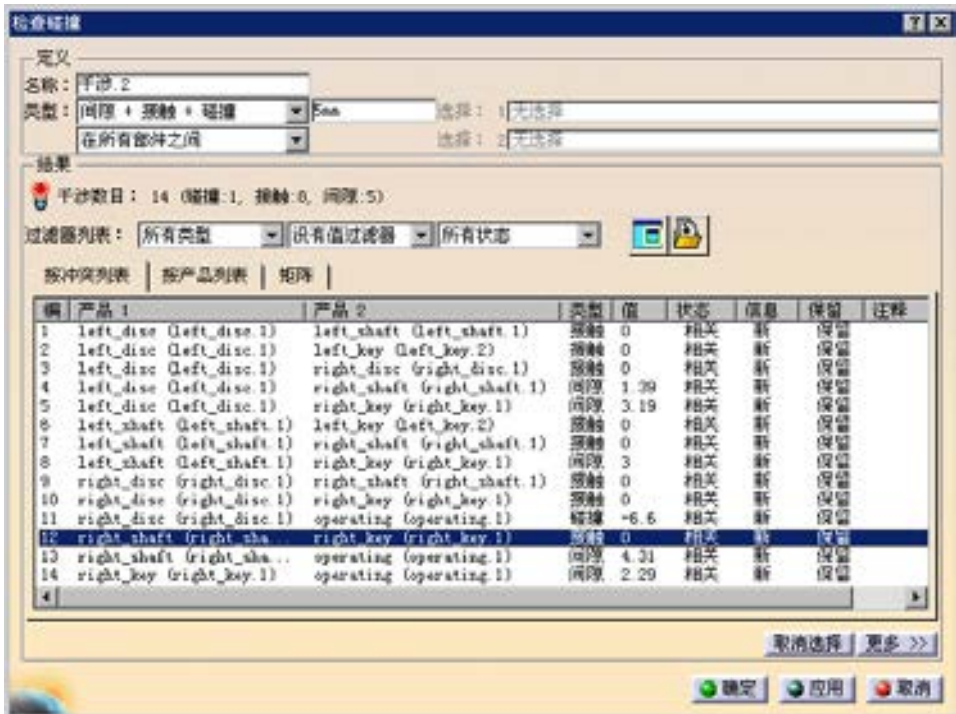 检查碰撞
定义
名称： 干涉.2
类型： 间隙 + 接触 + 碰撞 5mm 选择： 1 无选择
在所有部件之间 选择： 2 无选择
结果
干涉数目： 14 (碰撞:1, 接触:8, 间隙:5)
过滤器列表： 所有类型 没有值过滤器 所有状态
按冲突列表 按产品列表 矩阵
编 产品 1 产品 2 类型 值 状态 信息 保留 注释
1 left_disc (left_disc.1) left_shaft (left_shaft.1) 接触 0 相关 新 保留
2 left_disc (left_disc.1) left_key (left_key.2) 接触 0 相关 新 保留
3 left_disc (left_disc.1) right_disc (right_disc.1) 接触 0 相关 新 保留
4 left_disc (left_disc.1) right_shaft (right_shaft.1) 间隙 1.39 相关 新 保留
5 left_disc (left_disc.1) right_key (right_key.1) 间隙 3.19 相关 新 保留
6 left_shaft (left_shaft.1) left_key (left_key.2) 接触 0 相关 新 保留
7 left_shaft (left_shaft.1) right_shaft (right_shaft.1) 接触 0 相关 新 保留
8 left_shaft (left_shaft.1) right_key (right_key.1) 间隙 3 相关 新 保留
9 right_disc (right_disc.1) right_shaft (right_shaft.1) 接触 0 相关 新 保留
10 right_disc (right_disc.1) right_key (right_key.1) 接触 0 相关 新 保留
11 right_disc (right_disc.1) operating (operating.1) 碰撞 -6.6 相关 新 保留
12 right_shaft (right_sha... right_key (right_key.1) 接触 0 相关 新 保留
13 right_shaft (right_sha... operating (operating.1) 间隙 4.31 相关 新 保留
14 right_key (right_key.1) operating (operating.1) 间隙 2.29 相关 新 保留
取消选择 更多 >>
确定 应用 取消